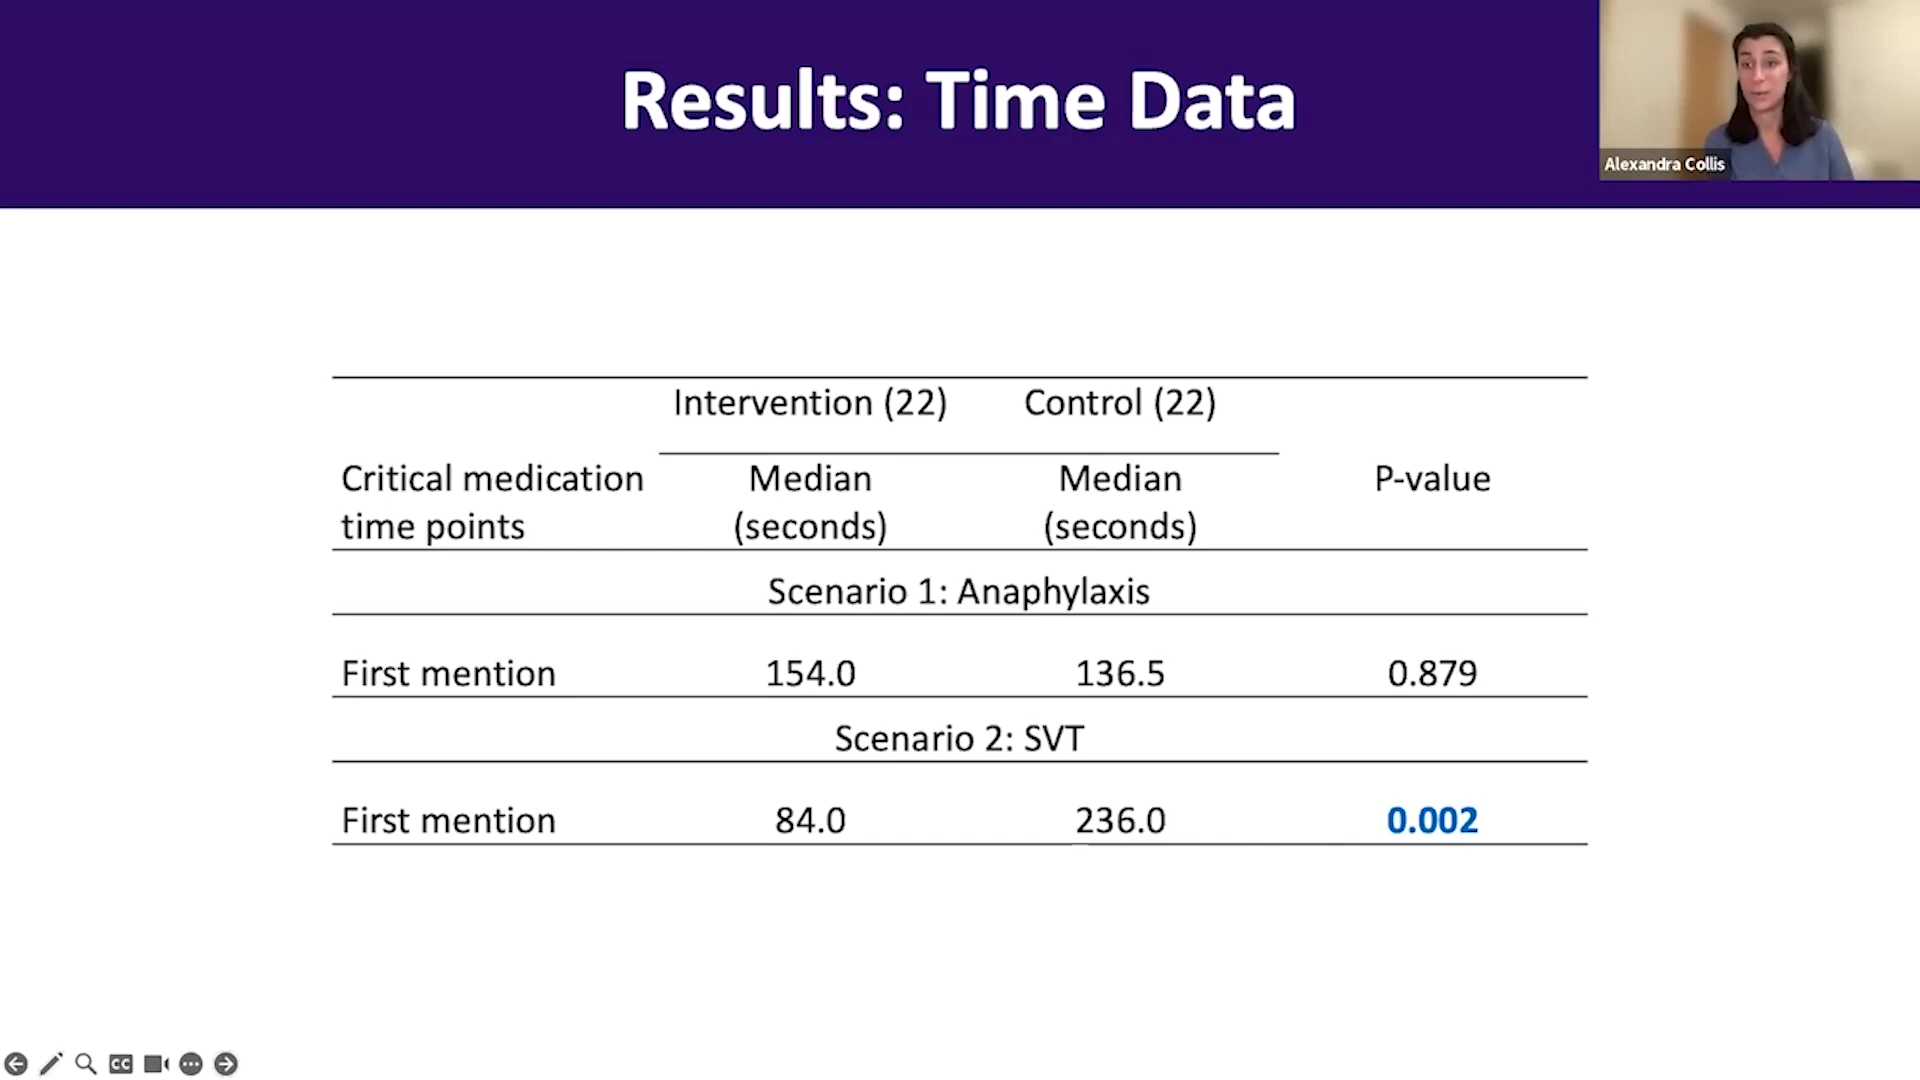 Results: Time Data
Alexandra Collis
Intervention (22) Control (22)
Critical medication time points
Median (seconds)
Median (seconds)
P-value
Scenario 1: Anaphylaxis
First mention 154.0 136.5 0.879
Scenario 2: SVT
First mention 84.0 236.0 0.002
CC